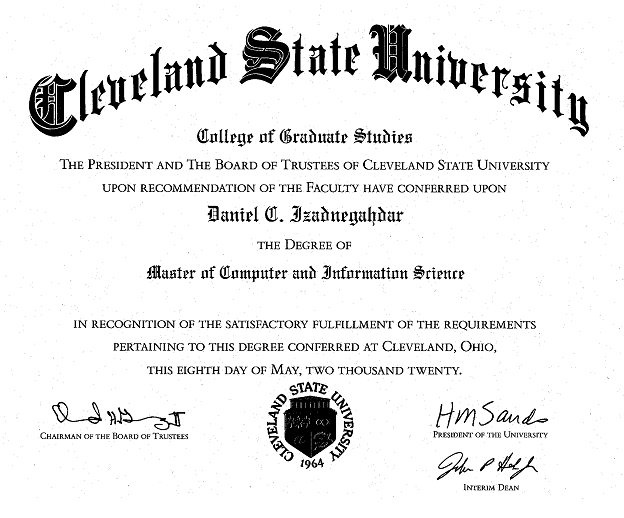 Cleveland State University
College of Graduate Studies
THE PRESIDENT AND THE BOARD OF TRUSTEES OF CLEVELAND STATE UNIVERSITY
UPON RECOMMENDATION OF THE FACULTY HAVE CONFERRED UPON
Daniel C. Izadnegahdar
THE DEGREE OF
Master of Computer and Information Science
IN RECOGNITION OF THE SATISFACTORY FULFILLMENT OF THE REQUIREMENTS
PERTAINING TO THIS DEGREE CONFERRED AT CLEVELAND, OHIO,
THIS EIGHTH DAY OF MAY, TWO THOUSAND TWENTY.
CLEVELAND STATE UNIVERSITY
1964
CHAIRMAN OF THE BOARD OF TRUSTEES
HM Sands
PRESIDENT OF THE UNIVERSITY
John P
INTERIM DEAN